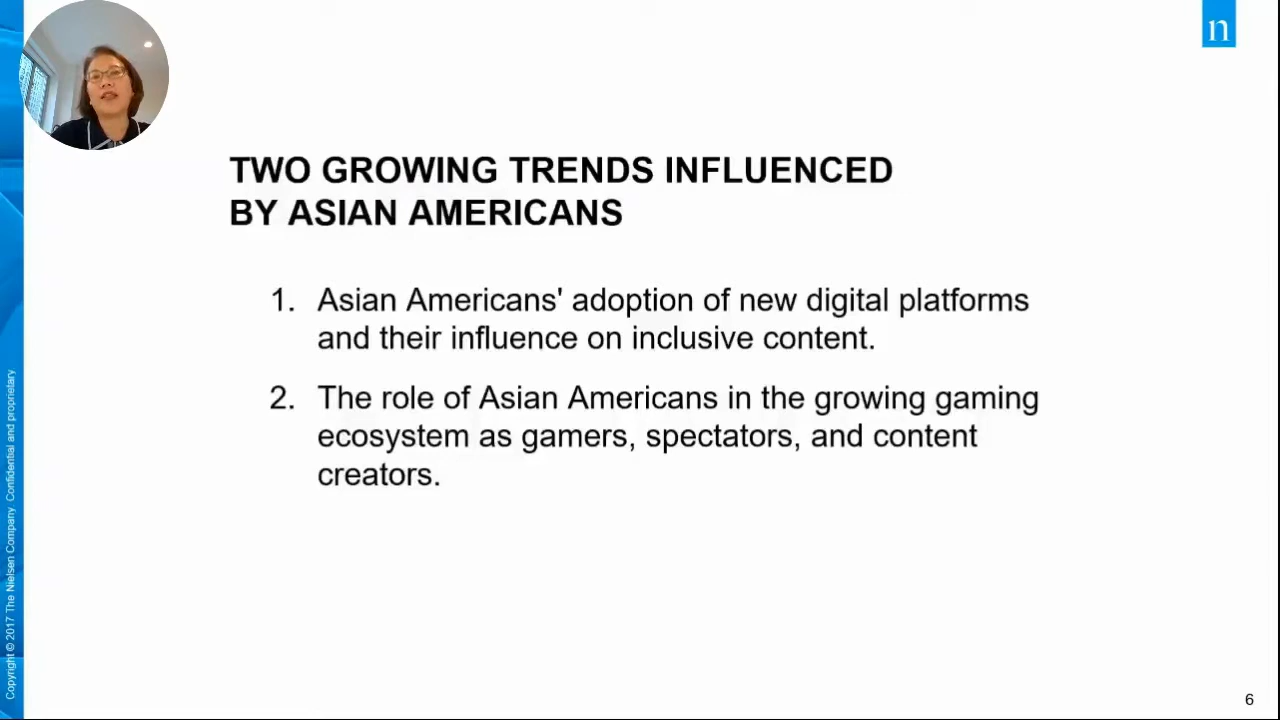 n
TWO GROWING TRENDS INFLUENCED
BY ASIAN AMERICANS
1. Asian Americans' adoption of new digital platforms
and their influence on inclusive content.
2. The role of Asian Americans in the growing gaming
ecosystem as gamers, spectators, and content
creators.
Copyright © 2017 The Nielsen Company. Confidential and proprietary
6